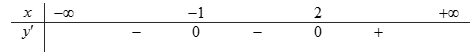 x −∞ −1 2 +∞
y′ − 0 − 0 +